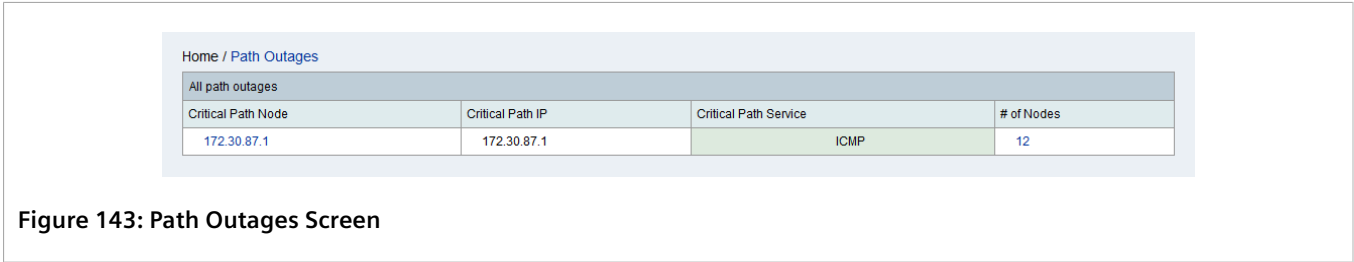 Home / Path Outages
All path outages
Critical Path Node Critical Path IP Critical Path Service # of Nodes
172.30.87.1 172.30.87.1 ICMP 12
Figure 143: Path Outages Screen